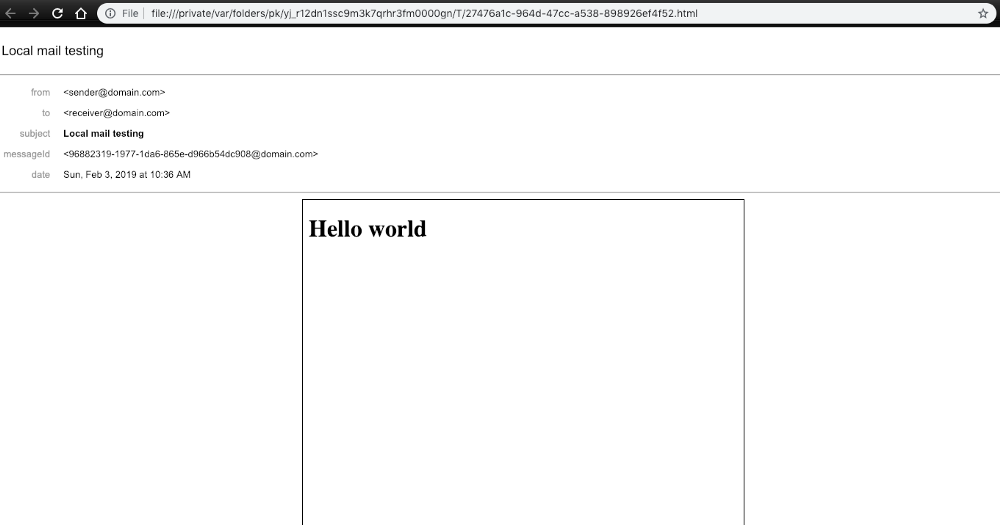 File file:///private/var/folders/pk/yj_r12dn1ssc9m3k7qrhr3fm0000gn/T/27476a1c-964d-47cc-a538-898926ef4f52.html
Local mail testing
from <sender@domain.com>
to <receiver@domain.com>
subject Local mail testing
messageId <96882319-1977-1da6-865e-d966b54dc908@domain.com>
date Sun, Feb 3, 2019 at 10:36 AM
Hello world